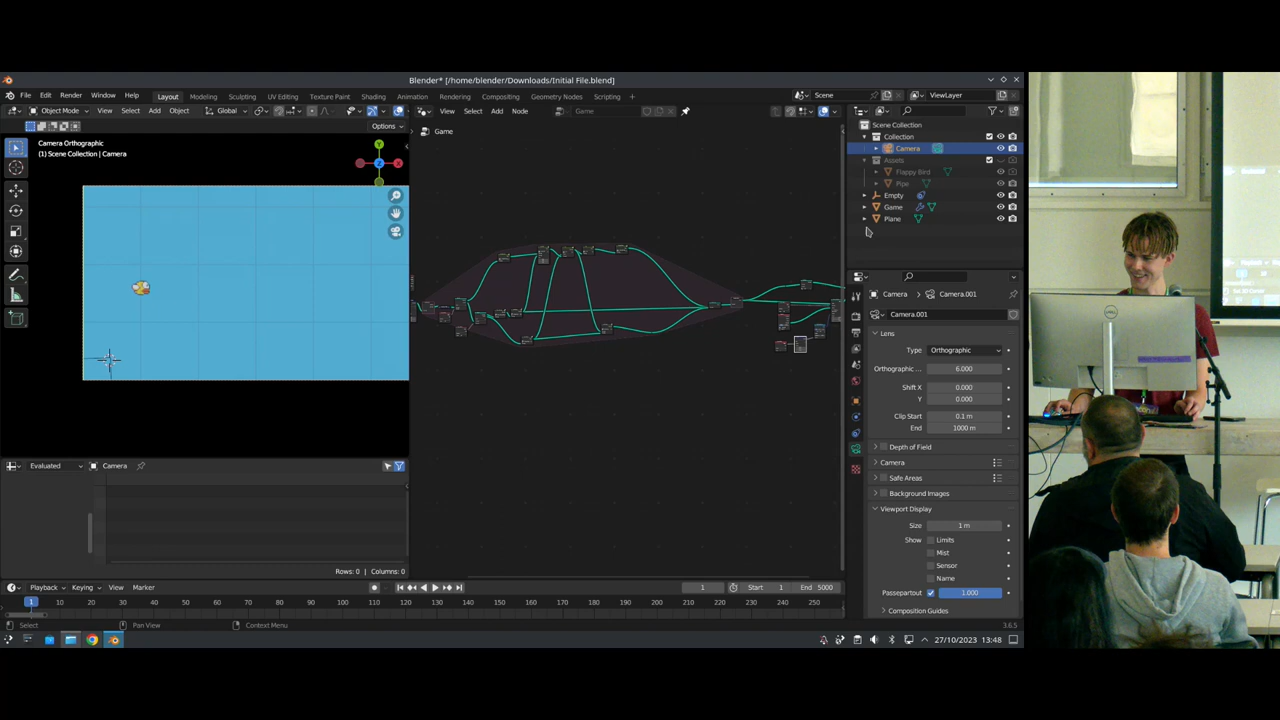 Blender* [/home/blender/Downloads/Initial File.blend]
File Edit Render Window Help Layout Modeling Sculpting UV Editing Texture Paint Shading Animation Rendering Compositing Geometry Nodes Scripting + Scene ViewLayer
Object Mode View Select Add Object Global View Select Add Node Game
Options
Game
Camera Orthographic
(1) Scene Collection | Camera
Y
Z
X
Scene Collection
Collection
Camera
Assets
Flappy Bird
Pipe
Empty
Game
Plane
Camera Camera.001
Camera.001
Lens
Type Orthographic
Orthographic ... 6.000
Shift X 0.000
Y 0.000
Clip Start 0.1 m
End 1000 m
Depth of Field
Camera
Safe Areas
Background Images
Viewport Display
Size 1 m
Show Limits
Mist
Sensor
Name
Passepartout 1.000
Composition Guides
Evaluated Camera
Rows: 0 | Columns: 0
Playback Keying View Marker 1 Start 1 End 5000
1 10 20 30 40 50 60 70 80 90 100 110 120 130 140 150 160 170 180 190 200 210 220 230 240 250
Select Pan View Context Menu 3.6.5
27/10/2023 13:48
DELL